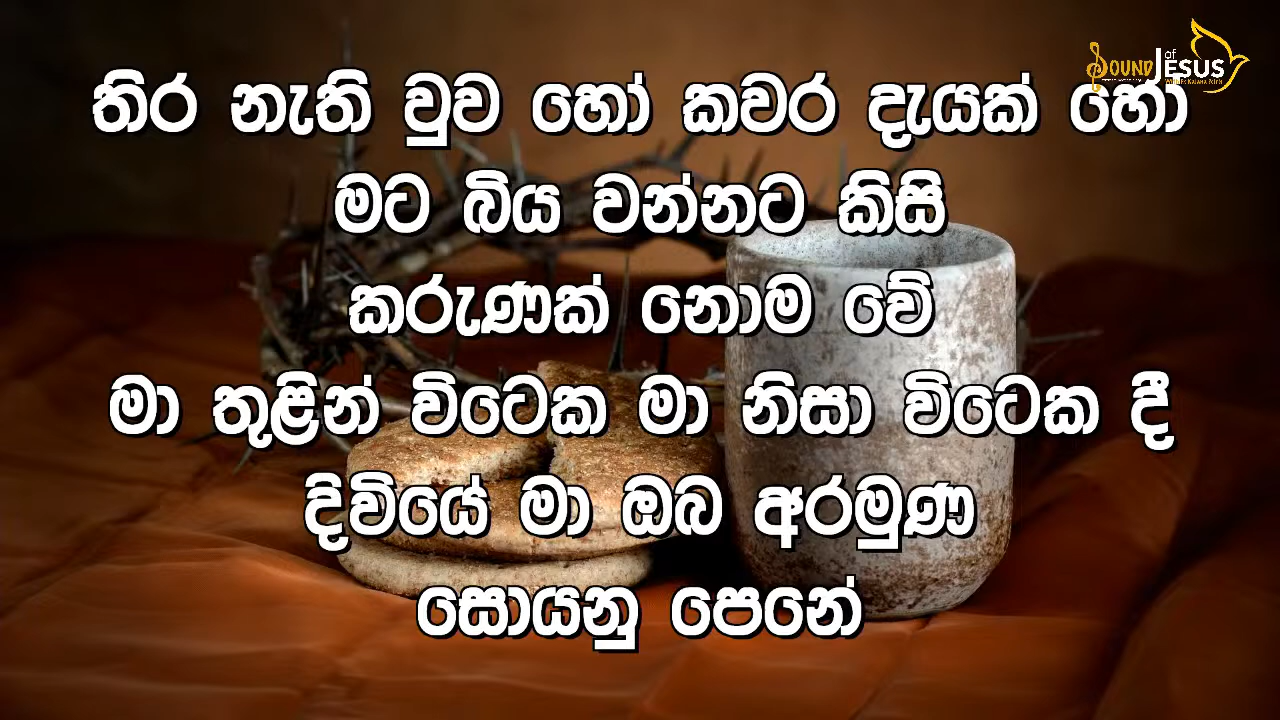 SOUND of JESUS
තිර නැති වුව හෝ කවර දැයක් හෝ
මට බිය වන්නට කිසි
කරුණක් නොම වේ
මා තුළින් විටෙක මා නිසා විටෙක දී
දිවියේ මා ඔබ අරමුණ
සොයනු පෙනේ